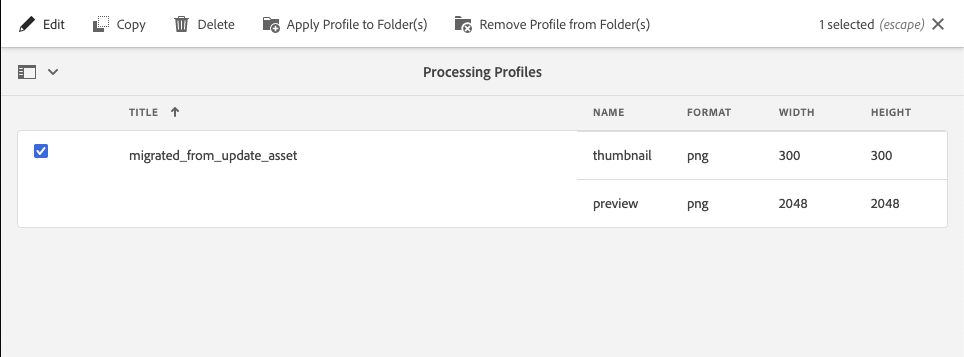 Edit Copy Delete Apply Profile to Folder(s) Remove Profile from Folder(s) 1 selected (escape)
Processing Profiles
TITLE NAME FORMAT WIDTH HEIGHT
migrated_from_update_asset thumbnail png 300 300
preview png 2048 2048